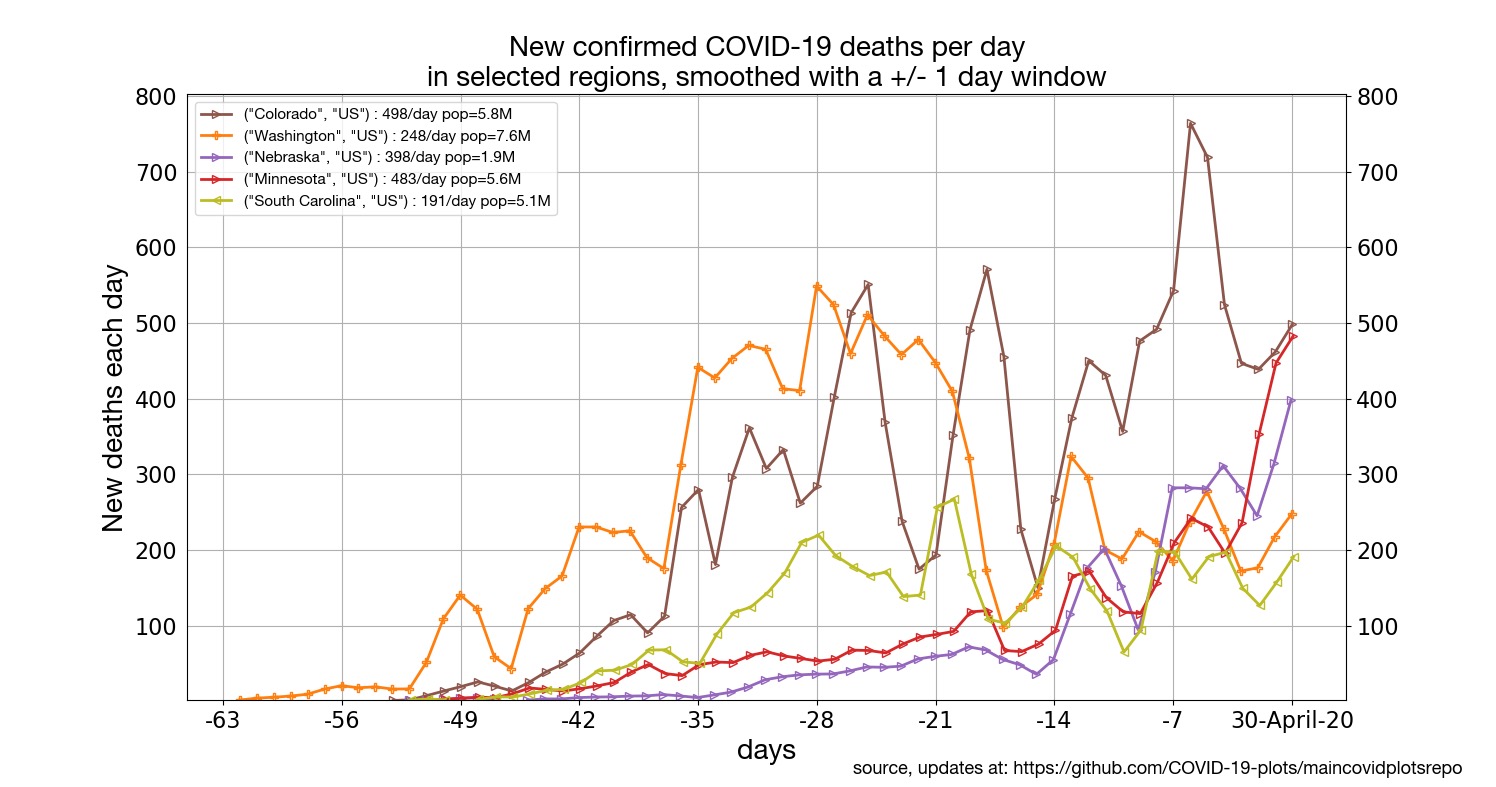 New confirmed COVID-19 deaths per day
in selected regions, smoothed with a +/- 1 day window
("Colorado", "US") : 498/day pop=5.8M
("Washington", "US") : 248/day pop=7.6M
("Nebraska", "US") : 398/day pop=1.9M
("Minnesota", "US") : 483/day pop=5.6M
("South Carolina", "US") : 191/day pop=5.1M
New deaths each day
800 800
700 700
600 600
500 500
400 400
300 300
200 200
100 100
-63 -56 -49 -42 -35 -28 -21 -14 -7 30-April-20
days
source, updates at: https://github.com/COVID-19-plots/maincovidplotsrepo